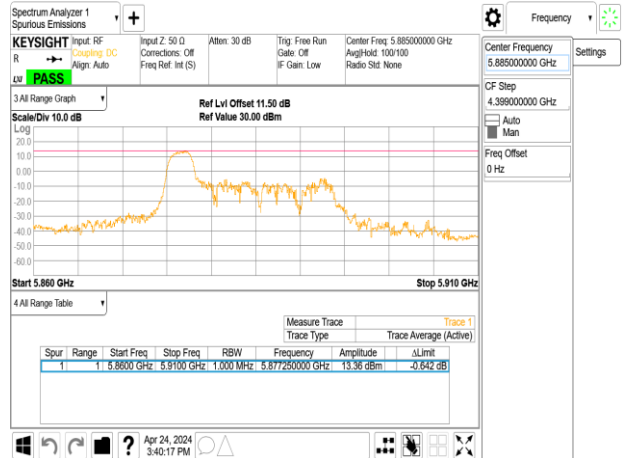 Spectrum Analyzer 1
Spurious Emissions
Frequency
KEYSIGHT
Input: RF
Coupling: DC
Align: Auto
Input Z: 50 Ω
Corrections: Off
Freq Ref: Int (S)
Atten: 30 dB
Trig: Free Run
Gate: Off
IF Gain: Low
Center Freq: 5.885000000 GHz
Avg|Hold: 100/100
Radio Std: None
R
LXI
PASS
Center Frequency
5.885000000 GHz
Settings
CF Step
4.399000000 GHz
Auto
Man
Freq Offset
0 Hz
3 All Range Graph
Scale/Div 10.0 dB
Ref Lvl Offset 11.50 dB
Ref Value 30.00 dBm
Log
20.0
10.0
0.00
-10.0
-20.0
-30.0
-40.0
-50.0
-60.0
Start 5.860 GHz
Stop 5.910 GHz
4 All Range Table
Measure Trace Trace 1
Trace Type Trace Average (Active)
Spur Range Start Freq Stop Freq RBW Frequency Amplitude ΔLimit
1 1 5.8600 GHz 5.9100 GHz 1.000 MHz 5.877250000 GHz 13.36 dBm -0.642 dB
?
Apr 24, 2024
3:40:17 PM